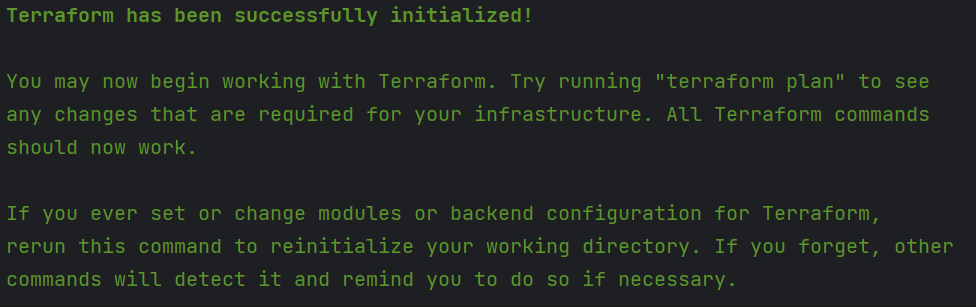 Terraform has been successfully initialized!
You may now begin working with Terraform. Try running "terraform plan" to see
any changes that are required for your infrastructure. All Terraform commands
should now work.
If you ever set or change modules or backend configuration for Terraform,
rerun this command to reinitialize your working directory. If you forget, other
commands will detect it and remind you to do so if necessary.